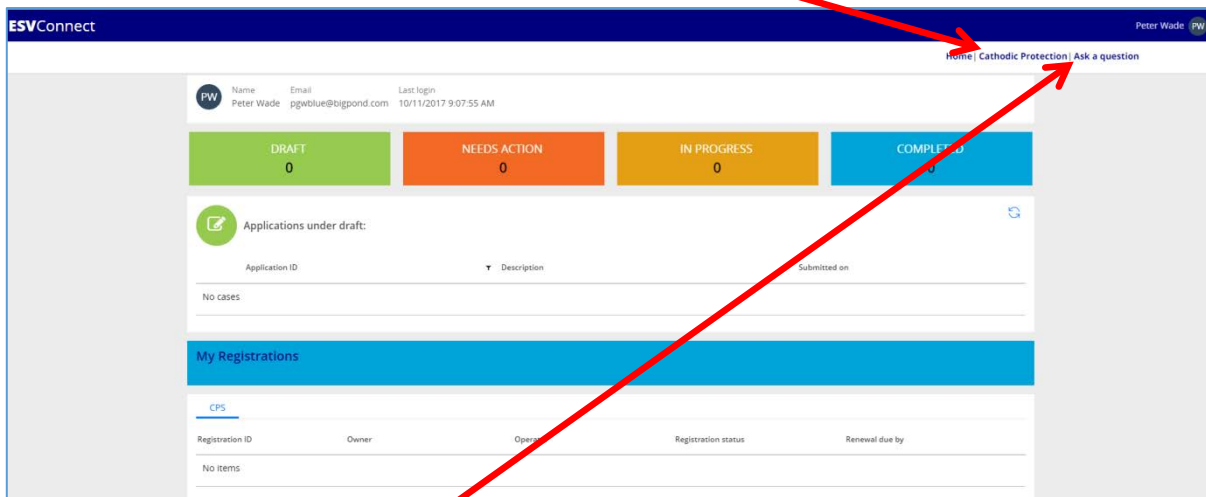 ESVConnect
Peter Wade PW
Home| Cathodic Protection| Ask a question
PW
Name Email Last login
Peter Wade pgwblue@bigpond.com 10/11/2017 9:07:55 AM
DRAFT NEEDS ACTION IN PROGRESS COMPLETED
0 0 0 0
Applications under draft:
Application ID Description Submitted on
No cases
My Registrations
CPS
Registration ID Owner Registration status Renewal due by
No items